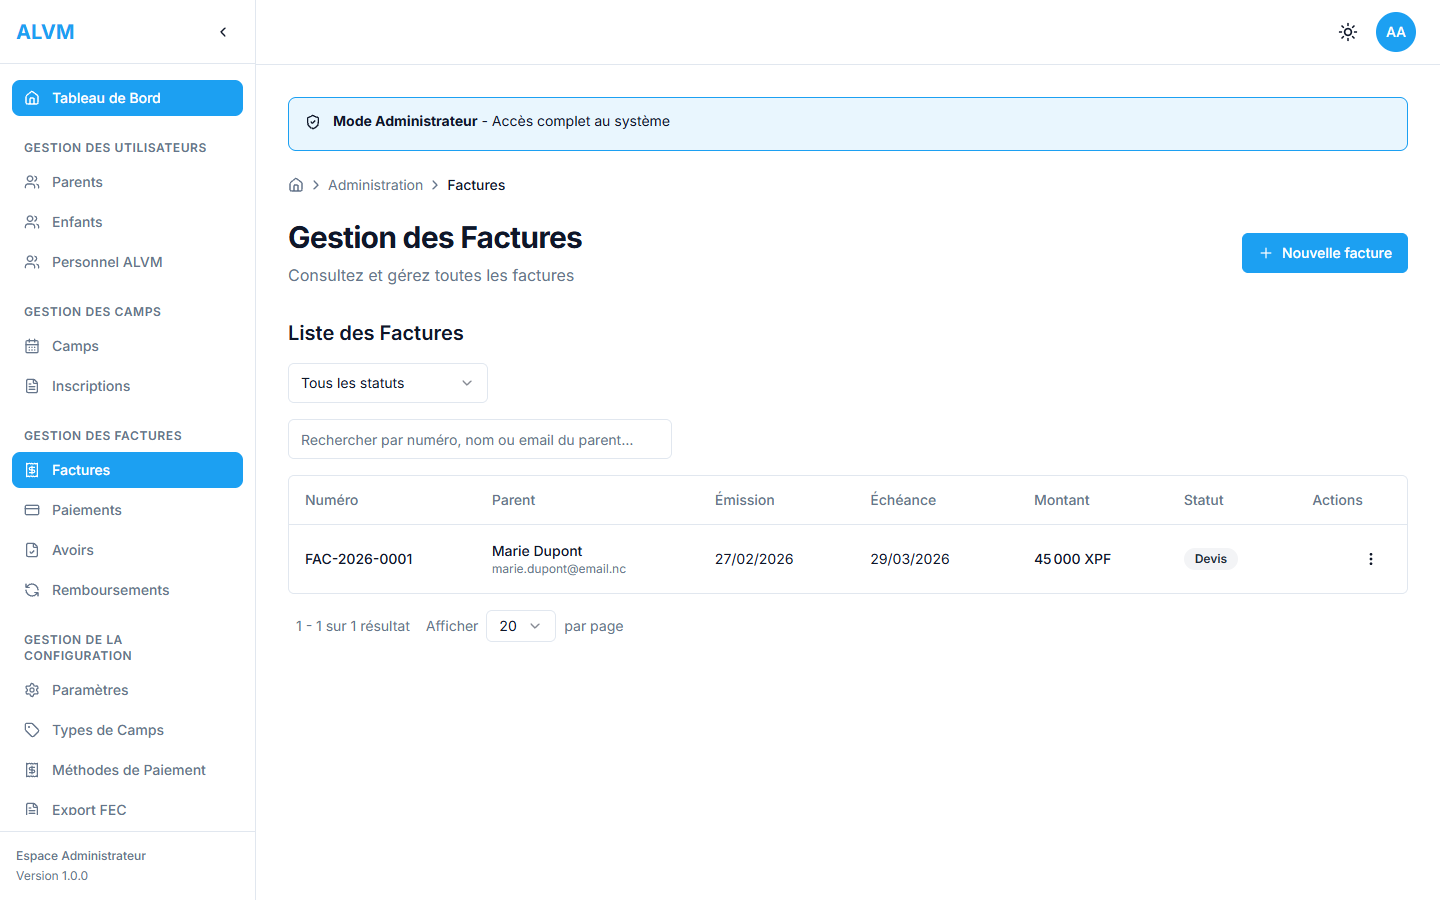 ALVM
AA
Tableau de Bord
GESTION DES UTILISATEURS
Parents
Enfants
Personnel ALVM
GESTION DES CAMPS
Camps
Inscriptions
GESTION DES FACTURES
Factures
Paiements
Avoirs
Remboursements
GESTION DE LA
CONFIGURATION
Paramètres
Types de Camps
Méthodes de Paiement
Export FEC
Espace Administrateur
Version 1.0.0
Mode Administrateur - Accès complet au système
Administration Factures
Gestion des Factures
Consultez et gérez toutes les factures
Nouvelle facture
Liste des Factures
Tous les statuts
Rechercher par numéro, nom ou email du parent...
Numéro Parent Émission Échéance Montant Statut Actions
FAC-2026-0001 Marie Dupont 27/02/2026 29/03/2026 45 000 XPF Devis
marie.dupont@email.nc
1 - 1 sur 1 résultat Afficher 20 par page